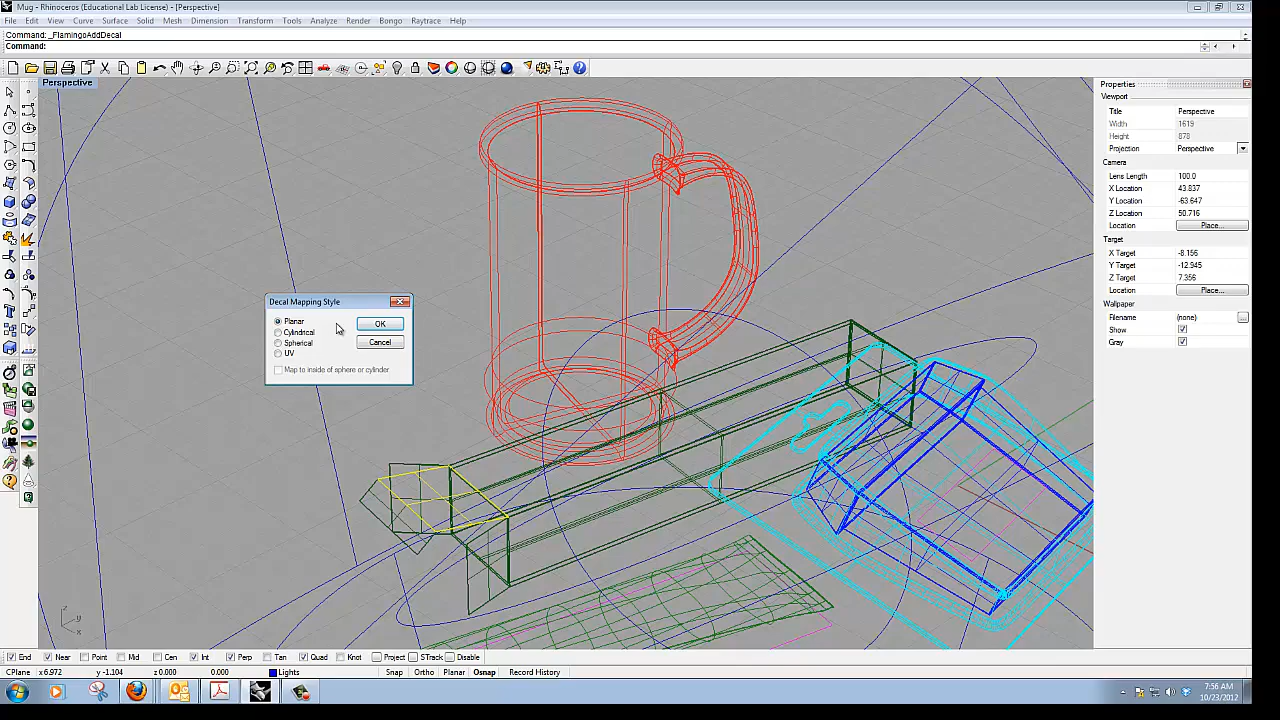 Mug - Rhinoceros (Educational Lab License) - [Perspective]
File Edit View Curve Surface Solid Mesh Dimension Transform Tools Analyze Render Bongo Raytrace Help
Command: _FlamingoAddDecal
Command:
Perspective
Properties
Viewport
Title Perspective
Width 1619
Height 878
Projection Perspective
Camera
Lens Length 100.0
X Location 43.837
Y Location -63.647
Z Location 50.716
Location Place...
Target
X Target -8.156
Y Target -12.945
Z Target 7.356
Location Place...
Wallpaper
Filename (none) ...
Show
Gray
Decal Mapping Style
Planar
Cylindrical
Spherical
UV
Map to inside of sphere or cylinder
OK
Cancel
z
y
x
End Near Point Mid Cen Int Perp Tan Quad Knot Project STrack Disable
CPlane x 6.972 y -1.104 z 0.000 0.000 Lights Snap Ortho Planar Osnap Record History
7:56 AM
10/23/2012